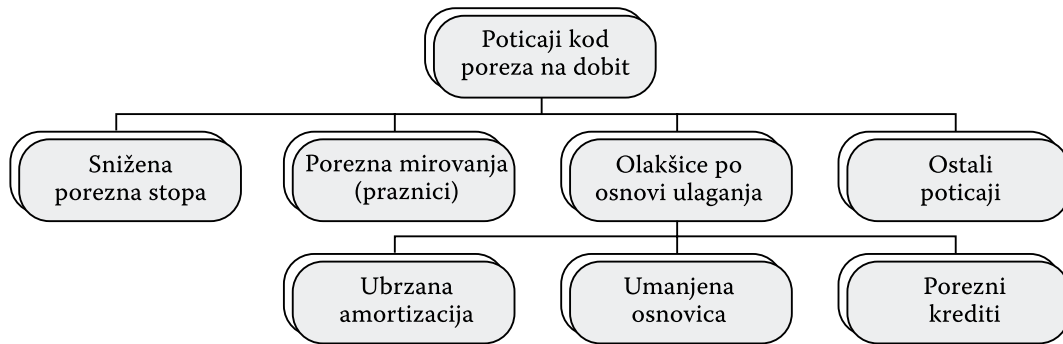 Poticaji kod
poreza na dobit
Snižena
porezna stopa
Porezna mirovanja
(praznici)
Olakšice po
osnovi ulaganja
Ostali
poticaji
Ubrzana
amortizacija
Umanjena
osnovica
Porezni
krediti